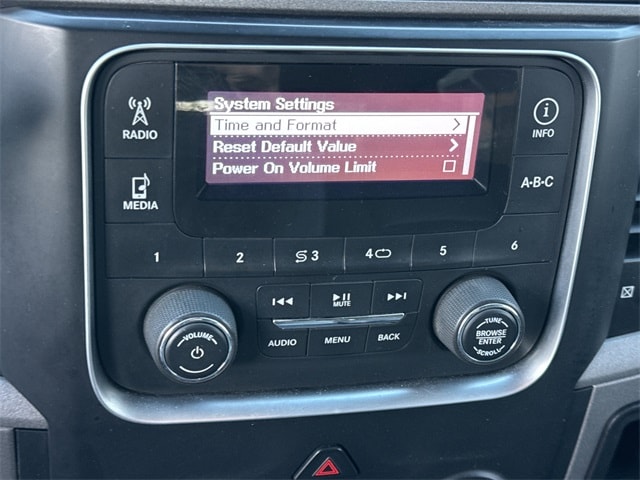 System Settings
Time and Format >
Reset Default Value >
Power On Volume Limit
RADIO
MEDIA
INFO
A-B-C
1 2 3 4 5 6
MUTE
AUDIO MENU BACK
VOLUME
TUNE
BROWSE
ENTER
SCROLL